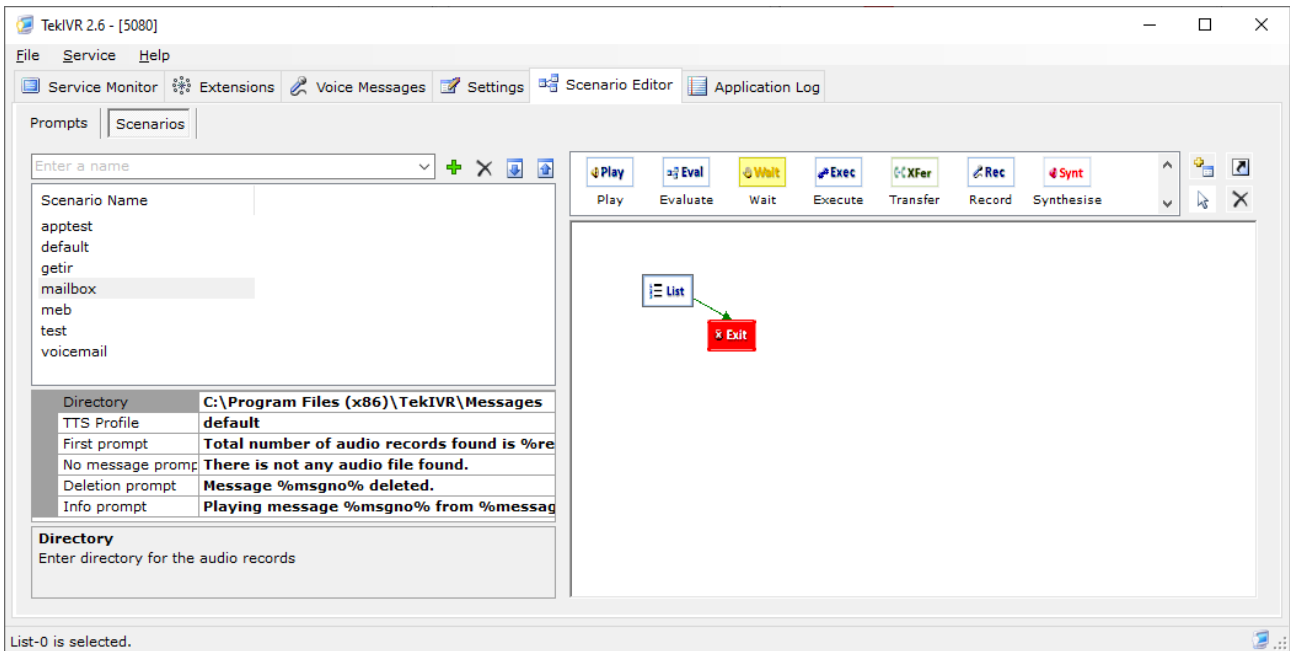 TekIVR 2.6 - [5080]
File Service Help
Service Monitor Extensions Voice Messages Settings Scenario Editor Application Log
Prompts Scenarios
Enter a name
Scenario Name
apptest
default
getir
mailbox
meb
test
voicemail
Directory C:\Program Files (x86)\TekIVR\Messages
TTS Profile default
First prompt Total number of audio records found is %re
No message promp There is not any audio file found.
Deletion prompt Message %msgno% deleted.
Info prompt Playing message %msgno% from %messag
Directory
Enter directory for the audio records
Play Eval Wait Exec XFer Rec Synt
Play Evaluate Wait Execute Transfer Record Synthesise
List
Exit
List-0 is selected.